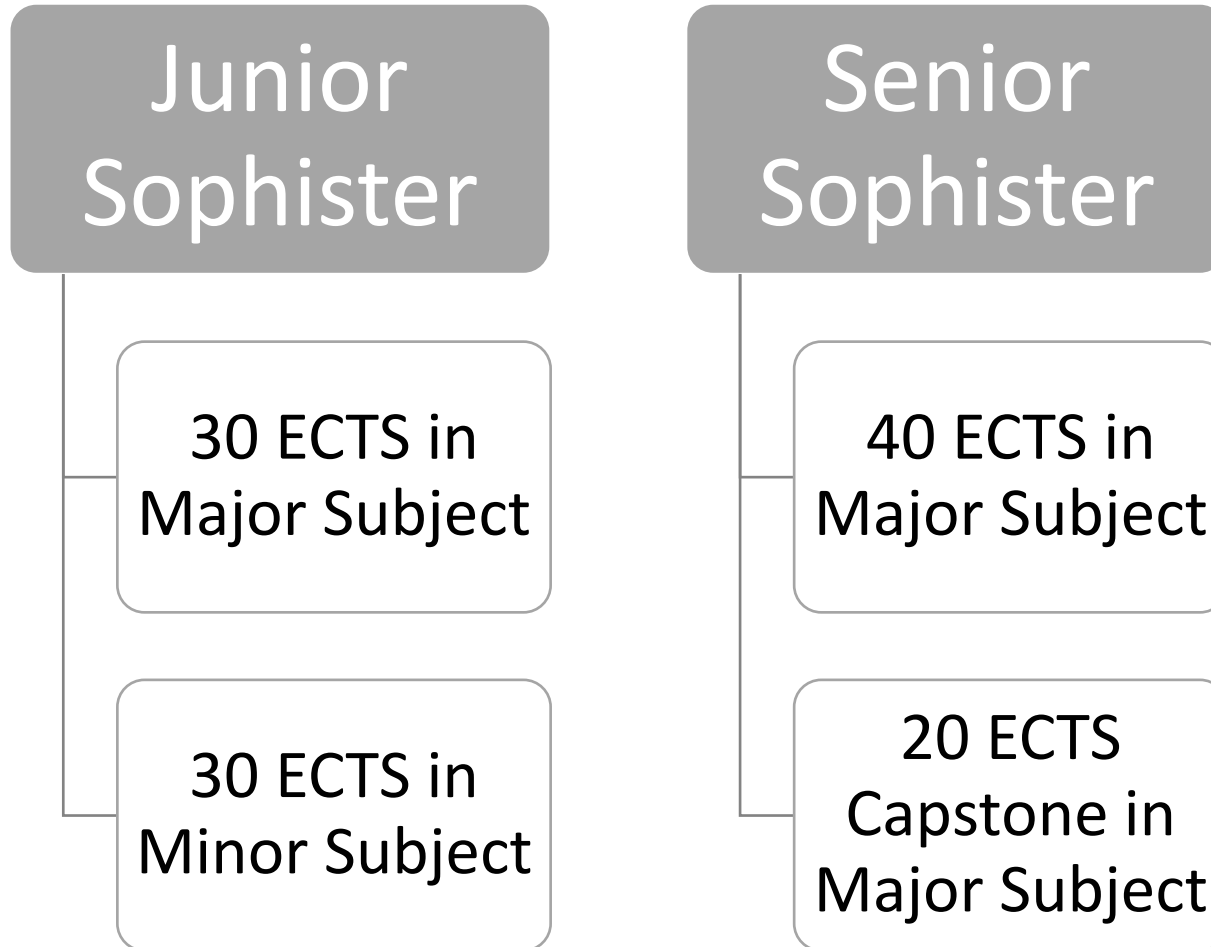 Junior
Sophister
30 ECTS in
Major Subject
30 ECTS in
Minor Subject
Senior
Sophister
40 ECTS in
Major Subject
20 ECTS
Capstone in
Major Subject